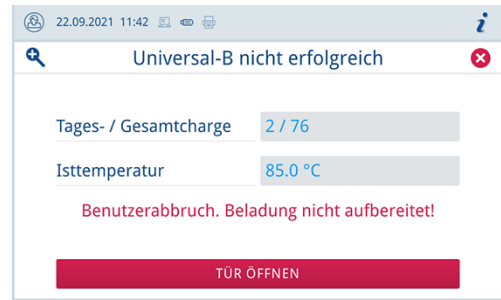 22.09.2021 11:42
i
Universal-B nicht erfolgreich
Tages- / Gesamtcharge 2 / 76
Isttemperatur 85.0 °C
Benutzerabbruch. Beladung nicht aufbereitet!
TÜR ÖFFNEN